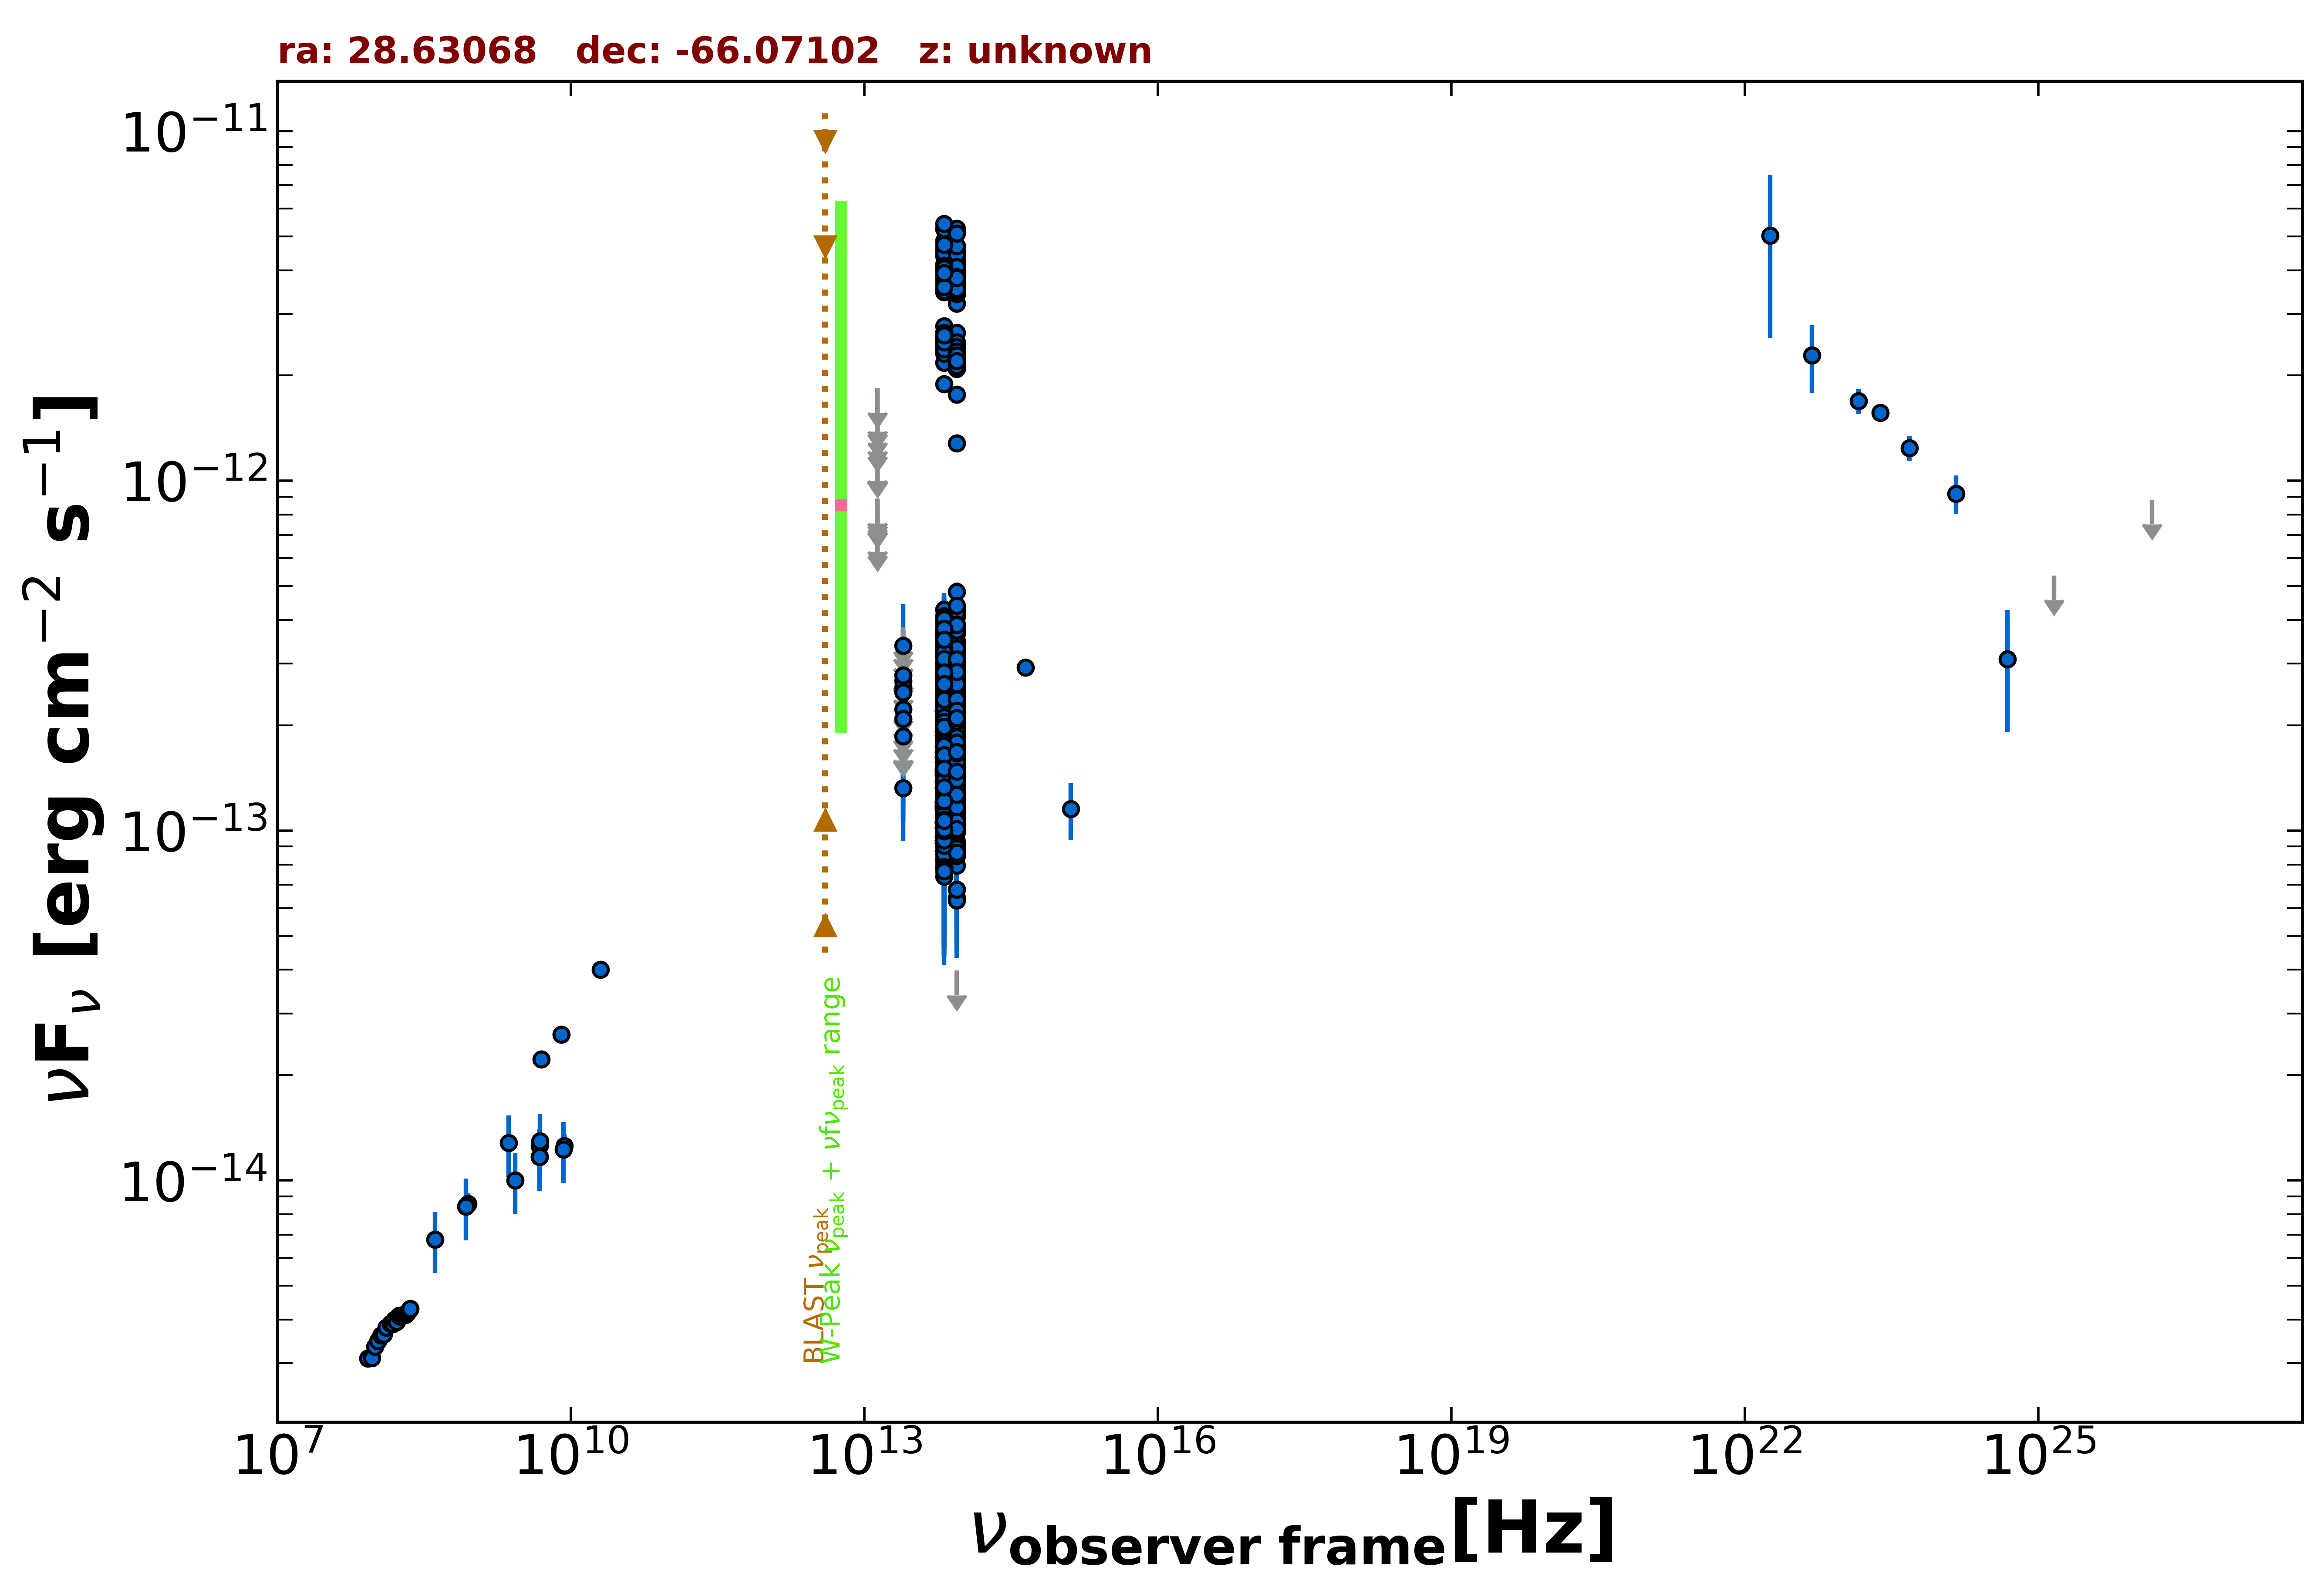 ra: 28.63068 dec: -66.07102 z: unknown
νFν [erg cm−2 s−1]
10−11
10−12
10−13
10−14
BLAST νpeak
W-Peak νpeak + νfνpeak range
107 1010 1013 1016 1019 1022 1025
νobserver frame[Hz]